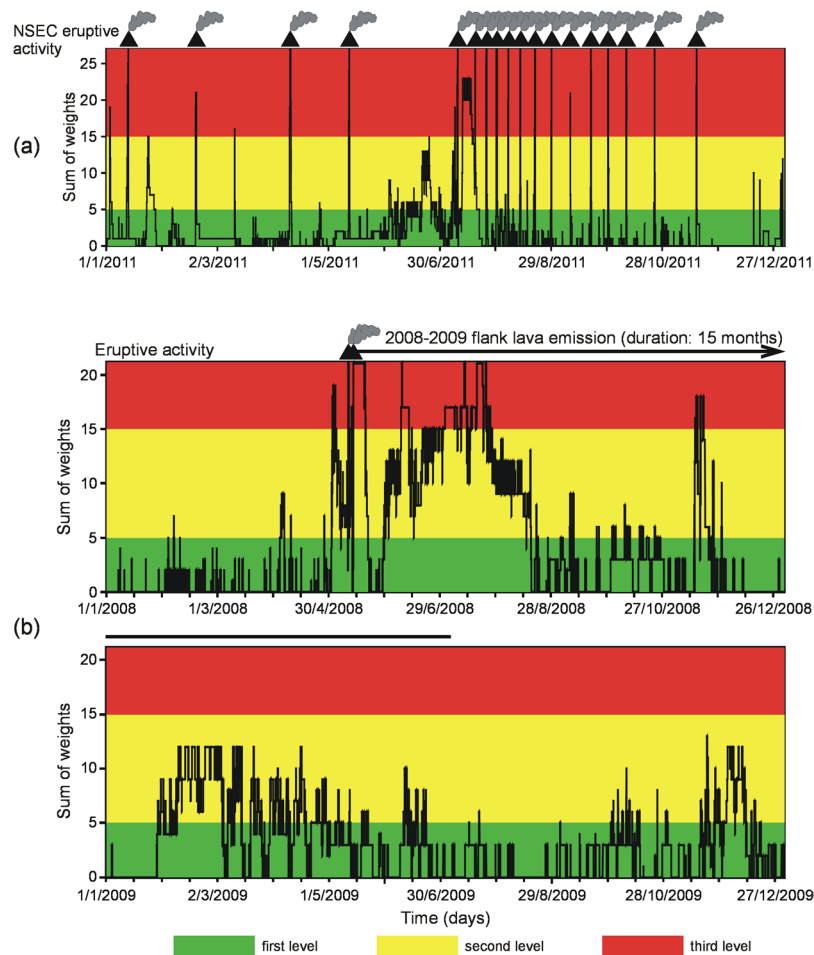 NSEC eruptive
activity
(a)
Sum of weights
25
20
15
10
5
0
1/1/2011 2/3/2011 1/5/2011 30/6/2011 29/8/2011 28/10/2011 27/12/2011
Eruptive activity
2008-2009 flank lava emission (duration: 15 months)
Sum of weights
20
15
10
5
0
1/1/2008 1/3/2008 30/4/2008 29/6/2008 28/8/2008 27/10/2008 26/12/2008
(b)
Sum of weights
20
15
10
5
0
1/1/2009 2/3/2009 1/5/2009 30/6/2009 29/8/2009 28/10/2009 27/12/2009
Time (days)
first level second level third level